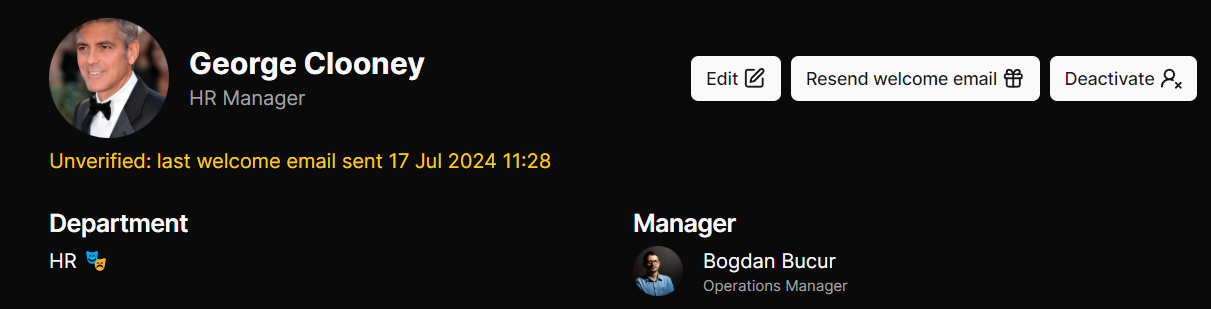 George Clooney
HR Manager
Edit
Resend welcome email
Deactivate
Unverified: last welcome email sent 17 Jul 2024 11:28
Department
HR 🎭
Manager
Bogdan Bucur
Operations Manager